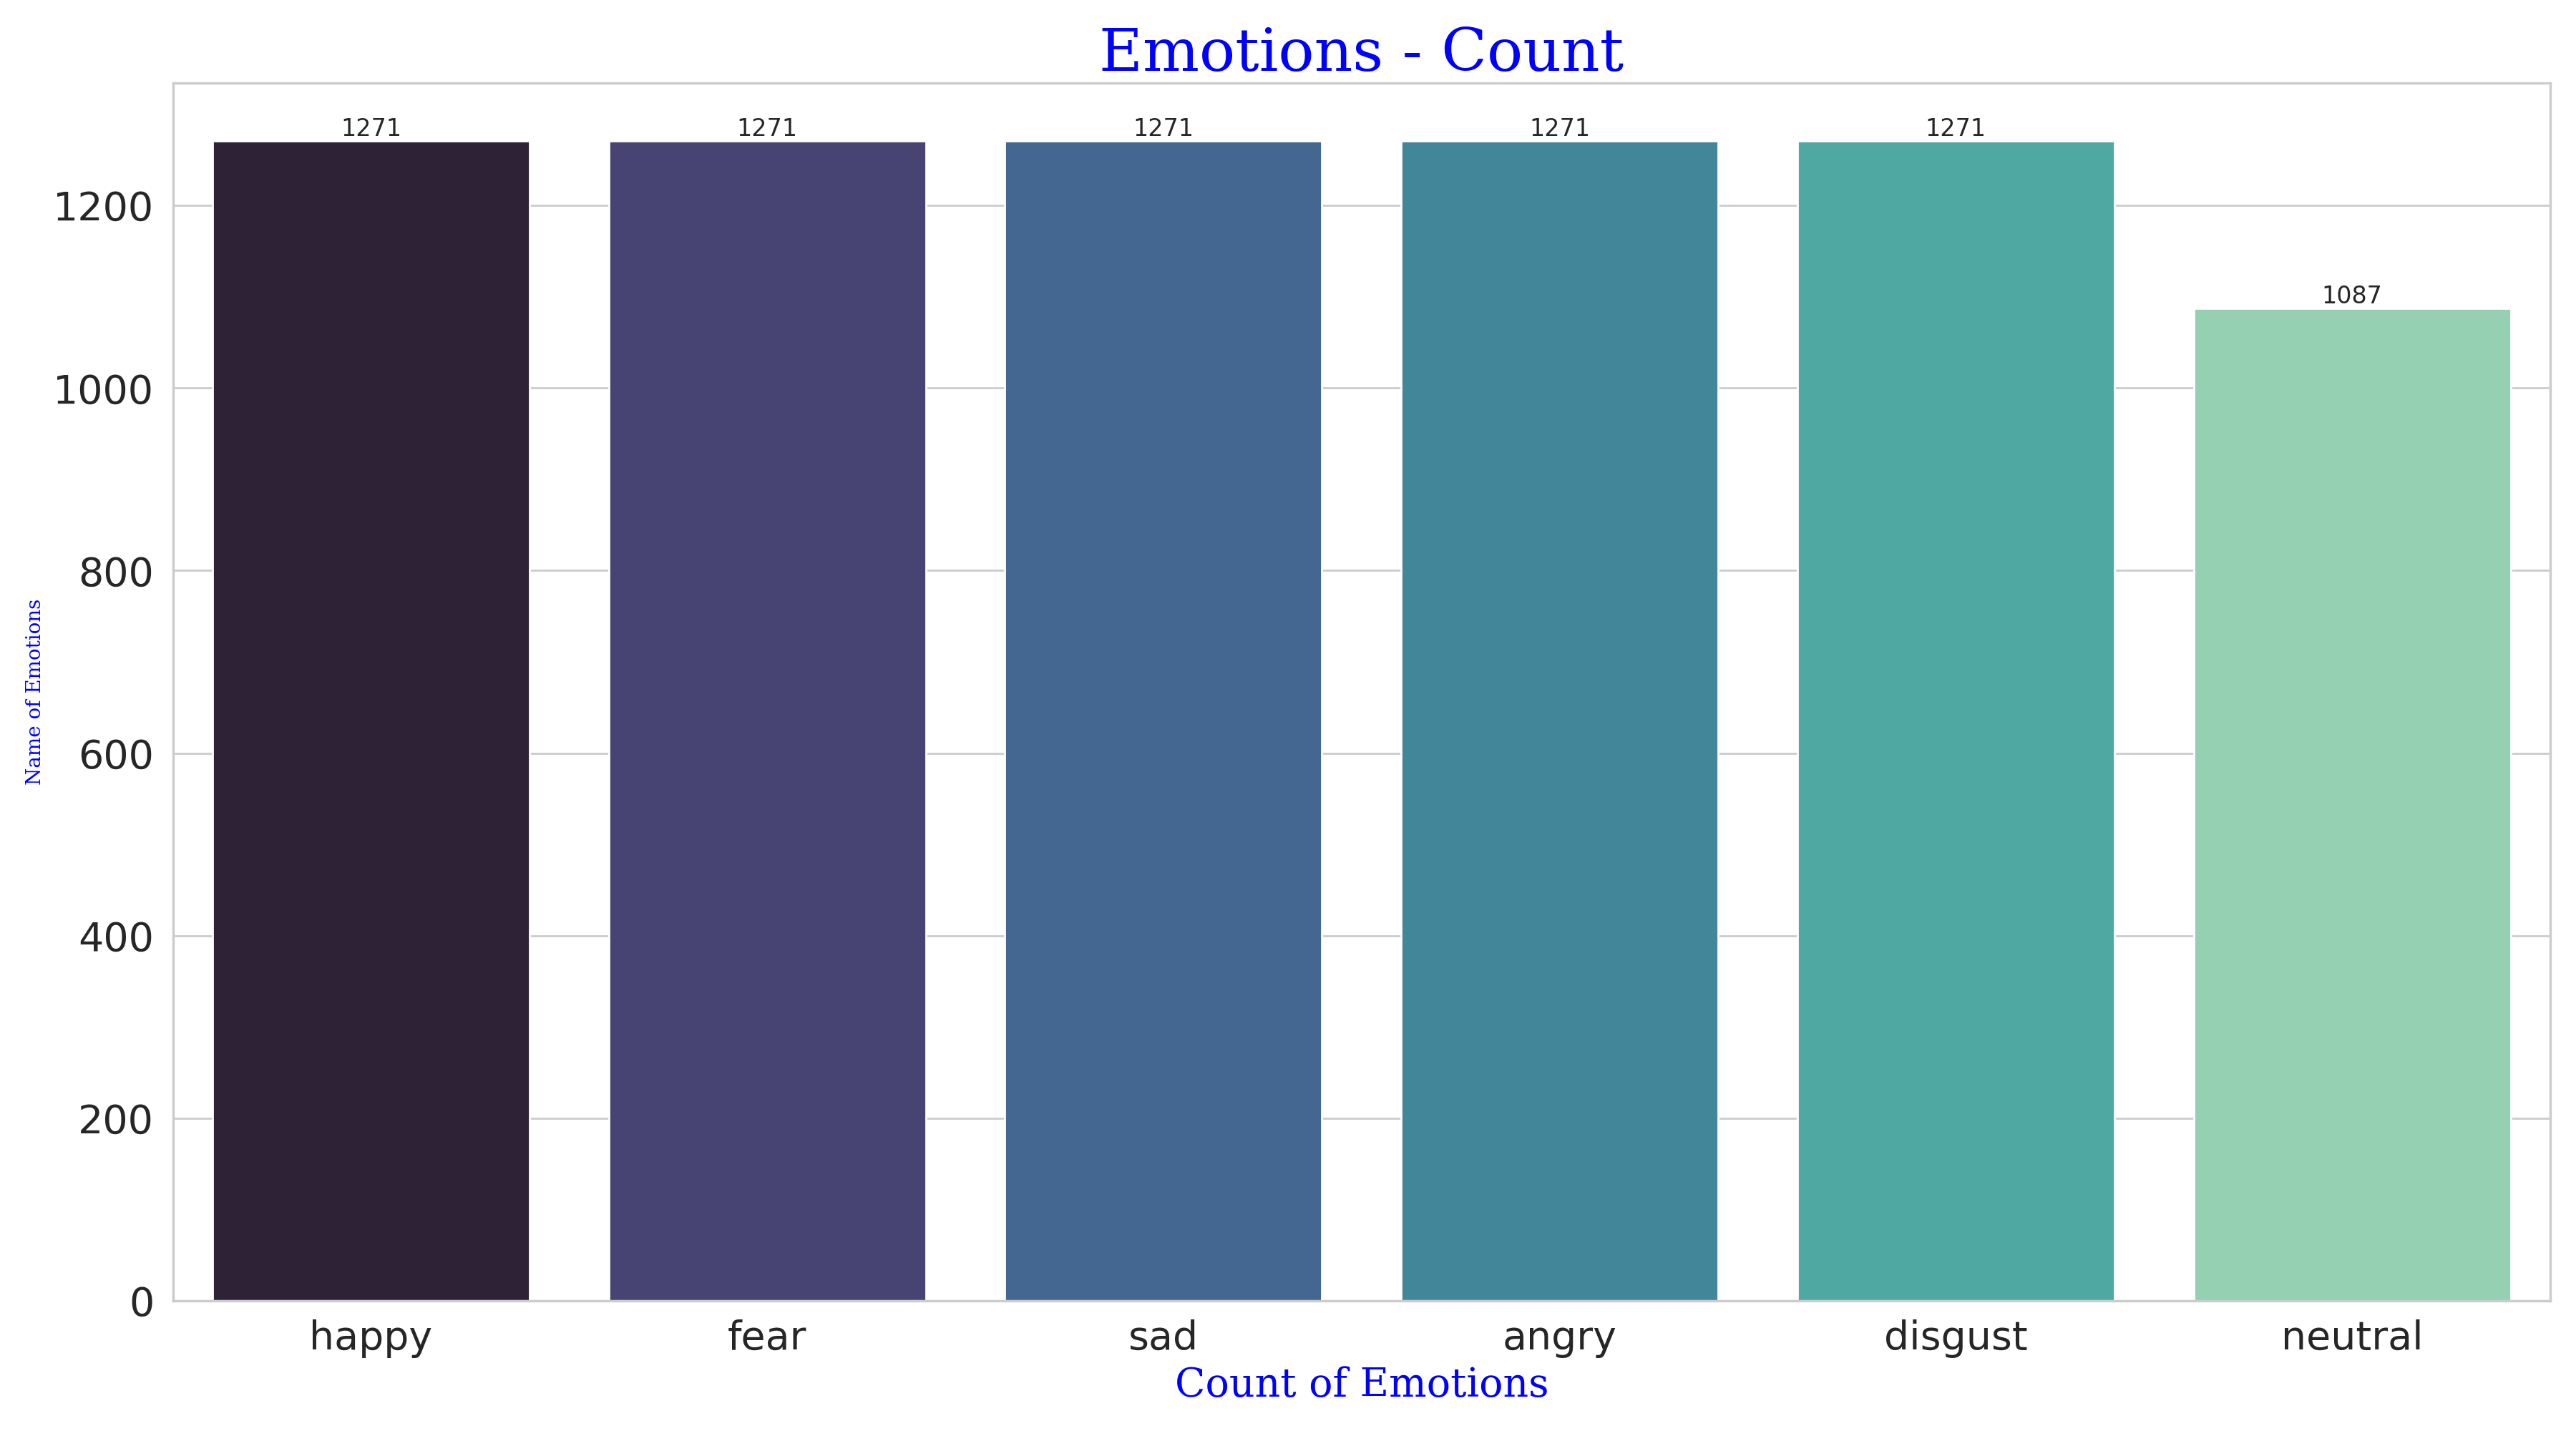 Emotions - Count
1271 1271 1271 1271 1271
1087
1200
1000
800
600
400
200
0
Name of Emotions
happy fear sad angry disgust neutral
Count of Emotions